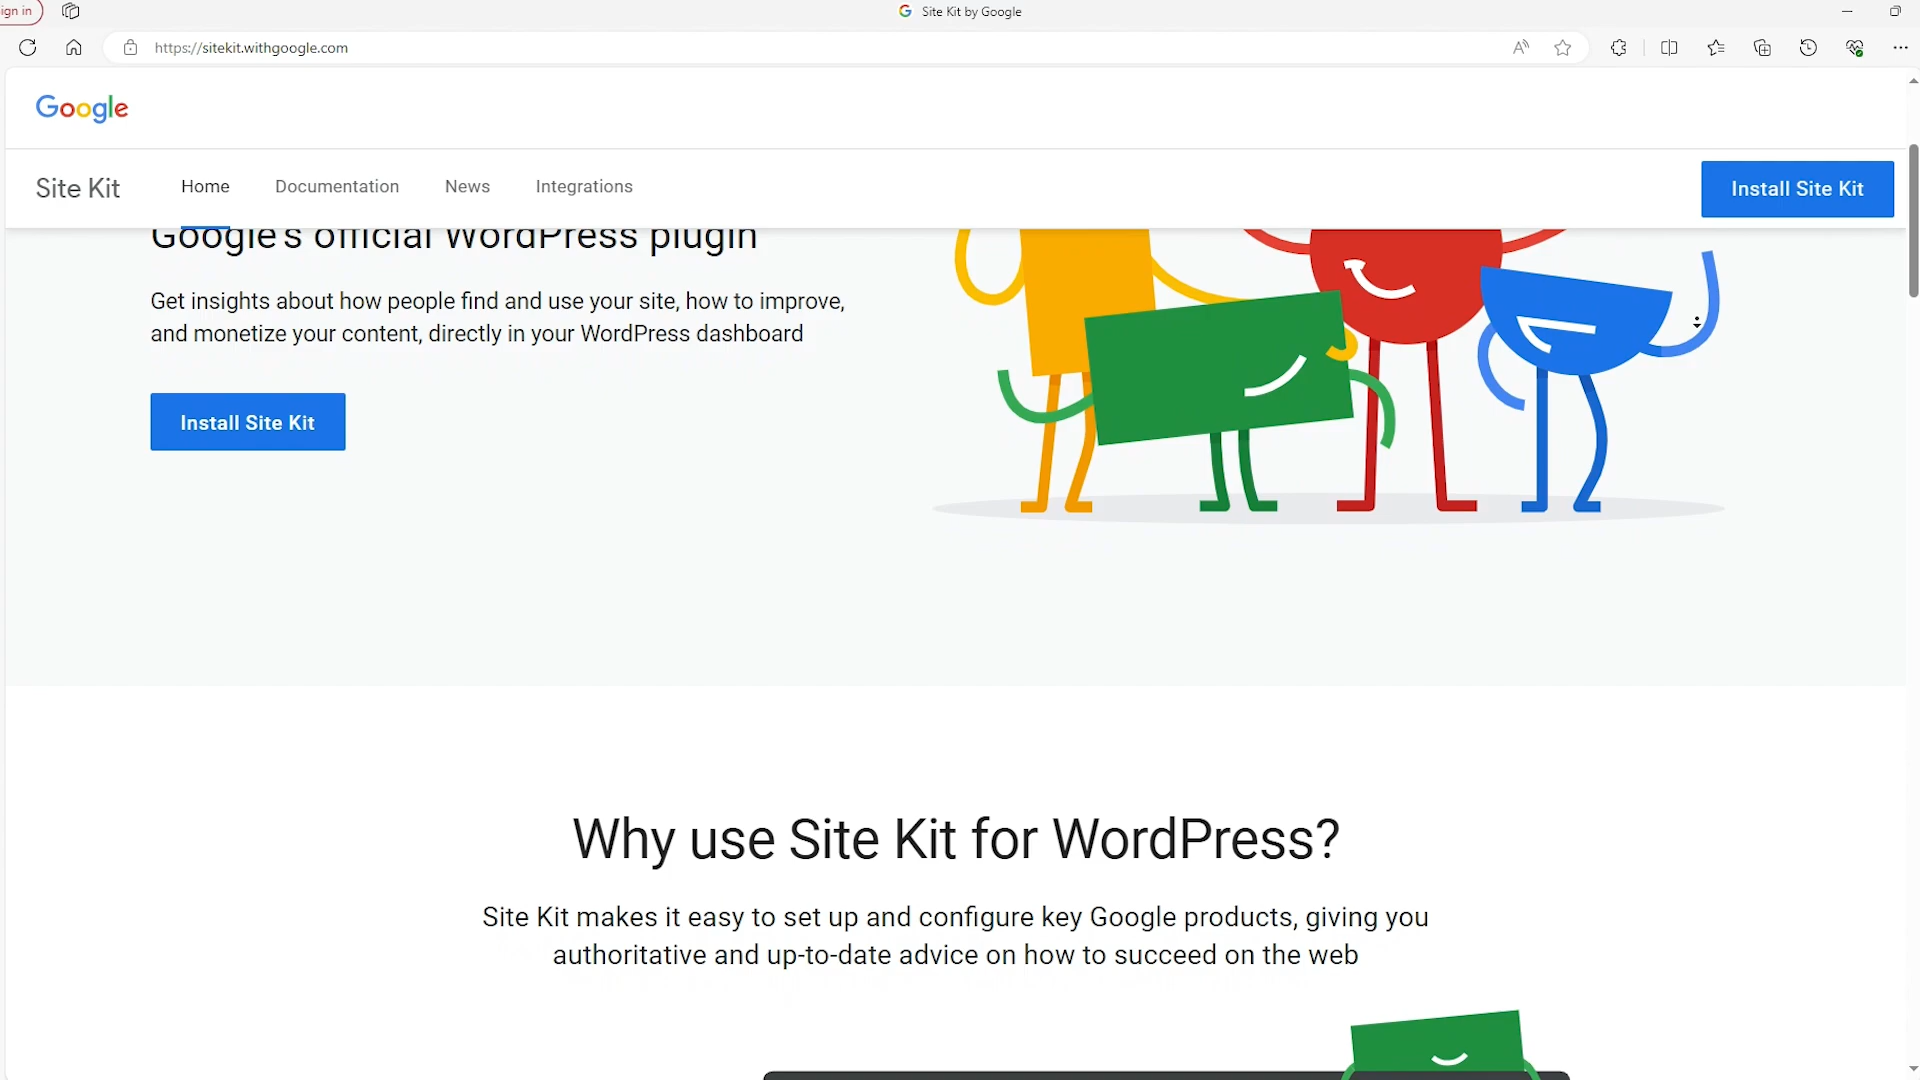 ign in
Site Kit by Google
https://sitekit.withgoogle.com
Google
Site Kit
Home
Documentation
News
Integrations
Install Site Kit
Google's official WordPress plugin
Get insights about how people find and use your site, how to improve,
and monetize your content, directly in your WordPress dashboard
Install Site Kit
Why use Site Kit for WordPress?
Site Kit makes it easy to set up and configure key Google products, giving you
authoritative and up-to-date advice on how to succeed on the web